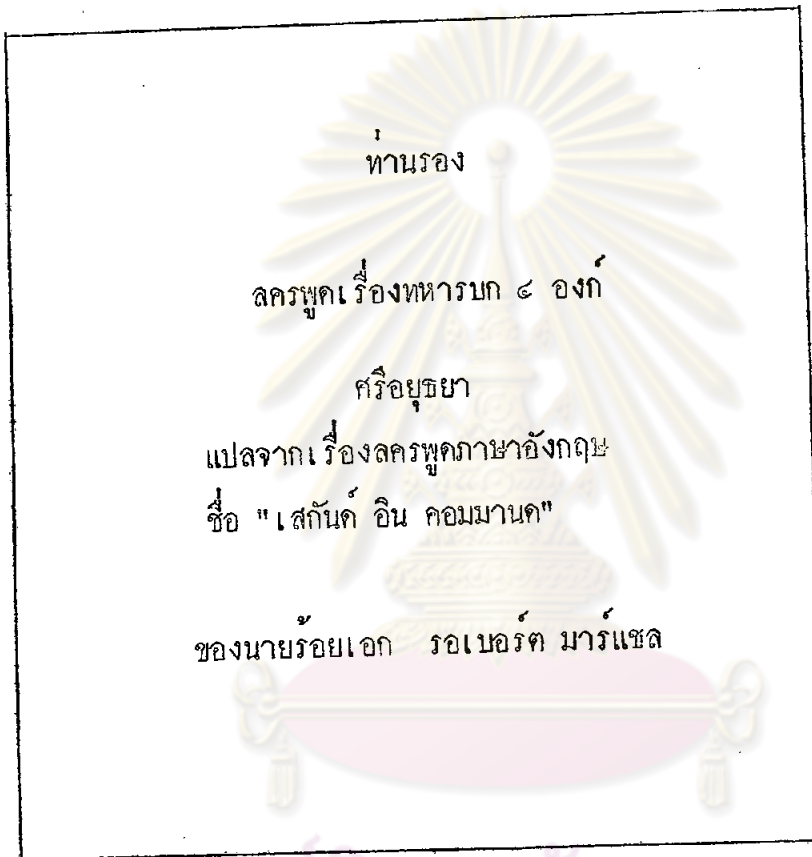 ท่านรอง
ลครพูดเรื่องทหารบก ๔ องก์
ศรีอยุธยา
แปลจากเรื่องลครพูดภาษาอังกฤษ
ชื่อ "เสกันด์ อิน คอมมานด"
ของนายร้อยเอก รอเบอร์ต มาร์แชล